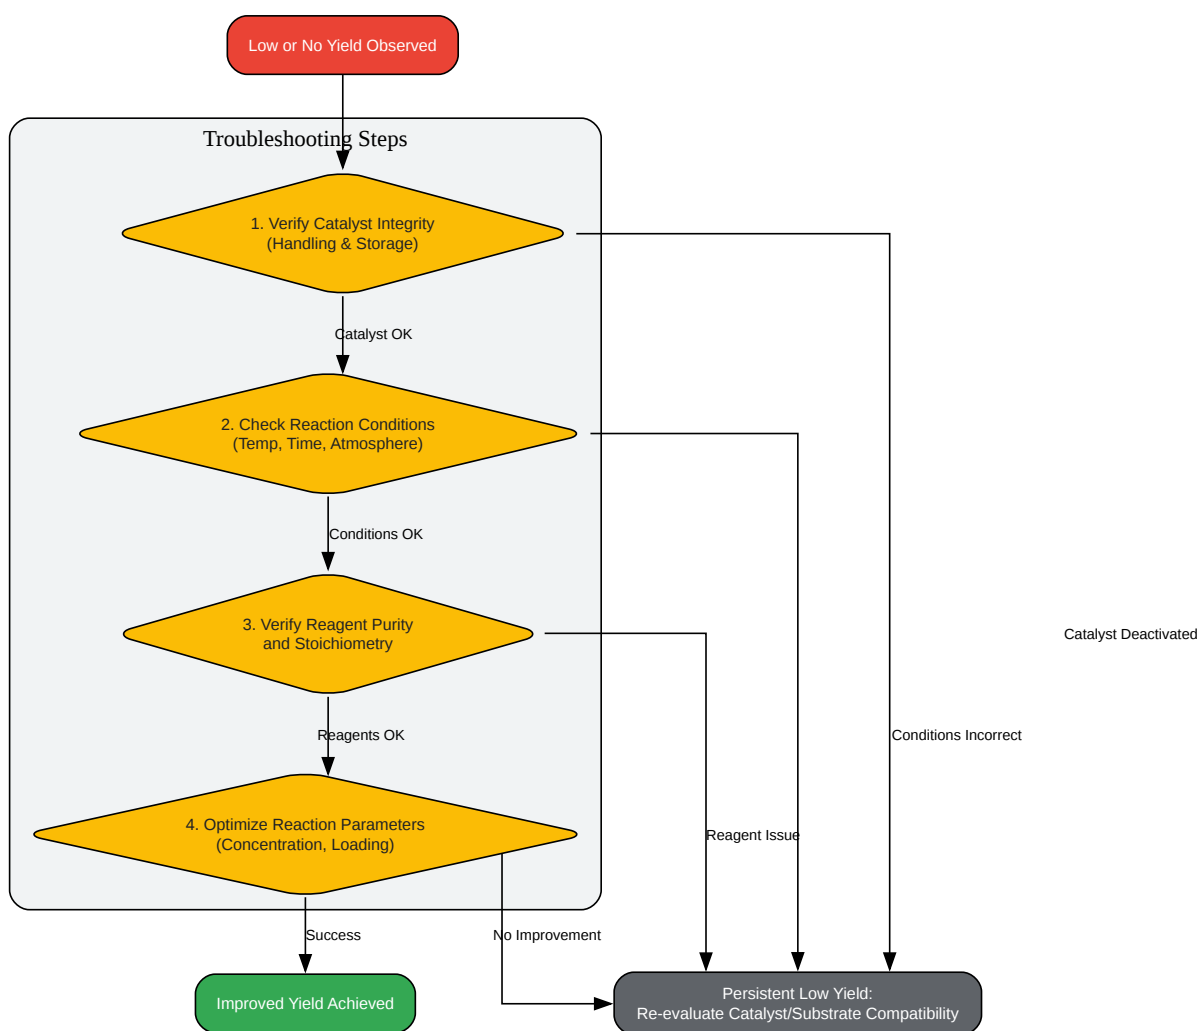 Low or No Yield Observed
Troubleshooting Steps
1. Verify Catalyst Integrity
(Handling & Storage)
Catalyst OK
2. Check Reaction Conditions
(Temp, Time, Atmosphere)
Conditions OK
3. Verify Reagent Purity
and Stoichiometry
Catalyst Deactivated
Reagents OK
Conditions Incorrect
4. Optimize Reaction Parameters
(Concentration, Loading)
Reagent Issue
Success
No Improvement
Improved Yield Achieved
Persistent Low Yield:
Re-evaluate Catalyst/Substrate Compatibility